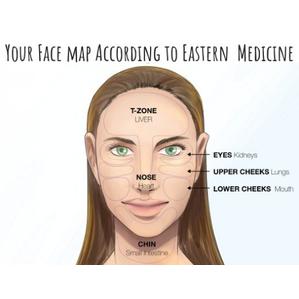 Your Face map According to Eastern Medicine
T-ZONE
LIVER
EYES Kidneys
UPPER CHEEKS Lungs
NOSE
Heart
LOWER CHEEKS Mouth
CHIN
Small Intestine